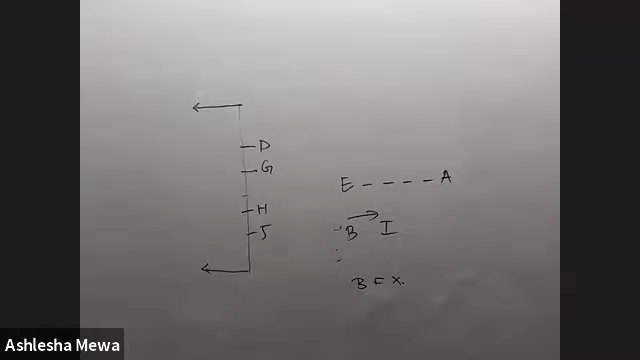 D
G
H
J
E - - - - A
B I
B F X.
Ashlesha Mewa